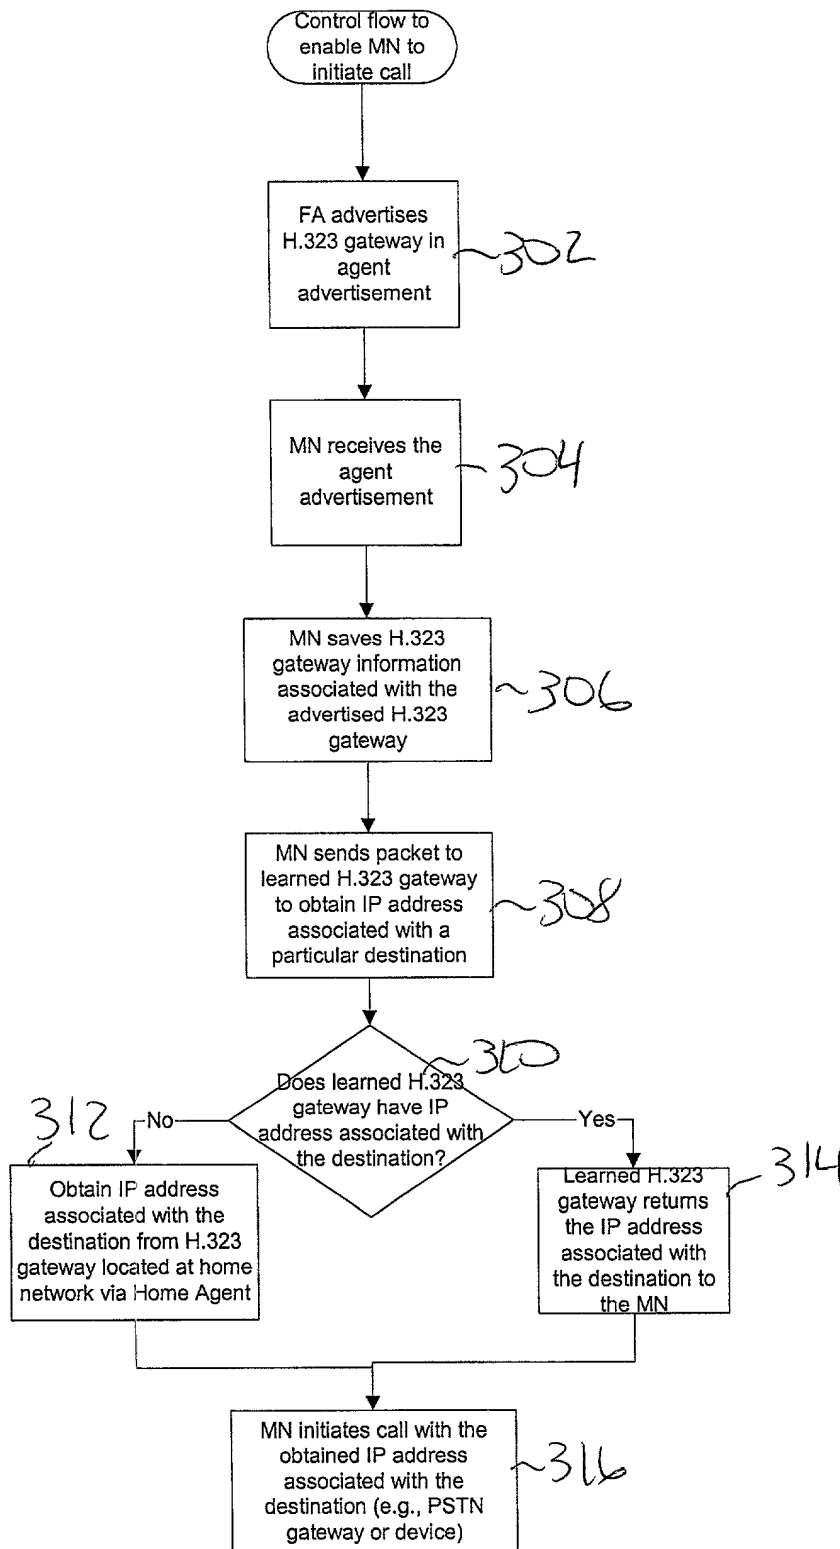 Control flow to
enable MN to
initiate call
FA advertises
H.323 gateway in
agent
advertisement
~302
MN receives the
agent
advertisement
~304
MN saves H.323
gateway information
associated with the
advertised H.323
gateway
~306
MN sends packet to
learned H.323 gateway
to obtain IP address
associated with a
particular destination
~308
~310
Does learned H.323
gateway have IP
address associated with
the destination?
No
Yes
312
Obtain IP address
associated with the
destination from H.323
gateway located at home
network via Home Agent
Learned H.323
gateway returns
the IP address
associated with
the destination to
the MN
~314
MN initiates call with the
obtained IP address
associated with the
destination (e.g., PSTN
gateway or device)
~316